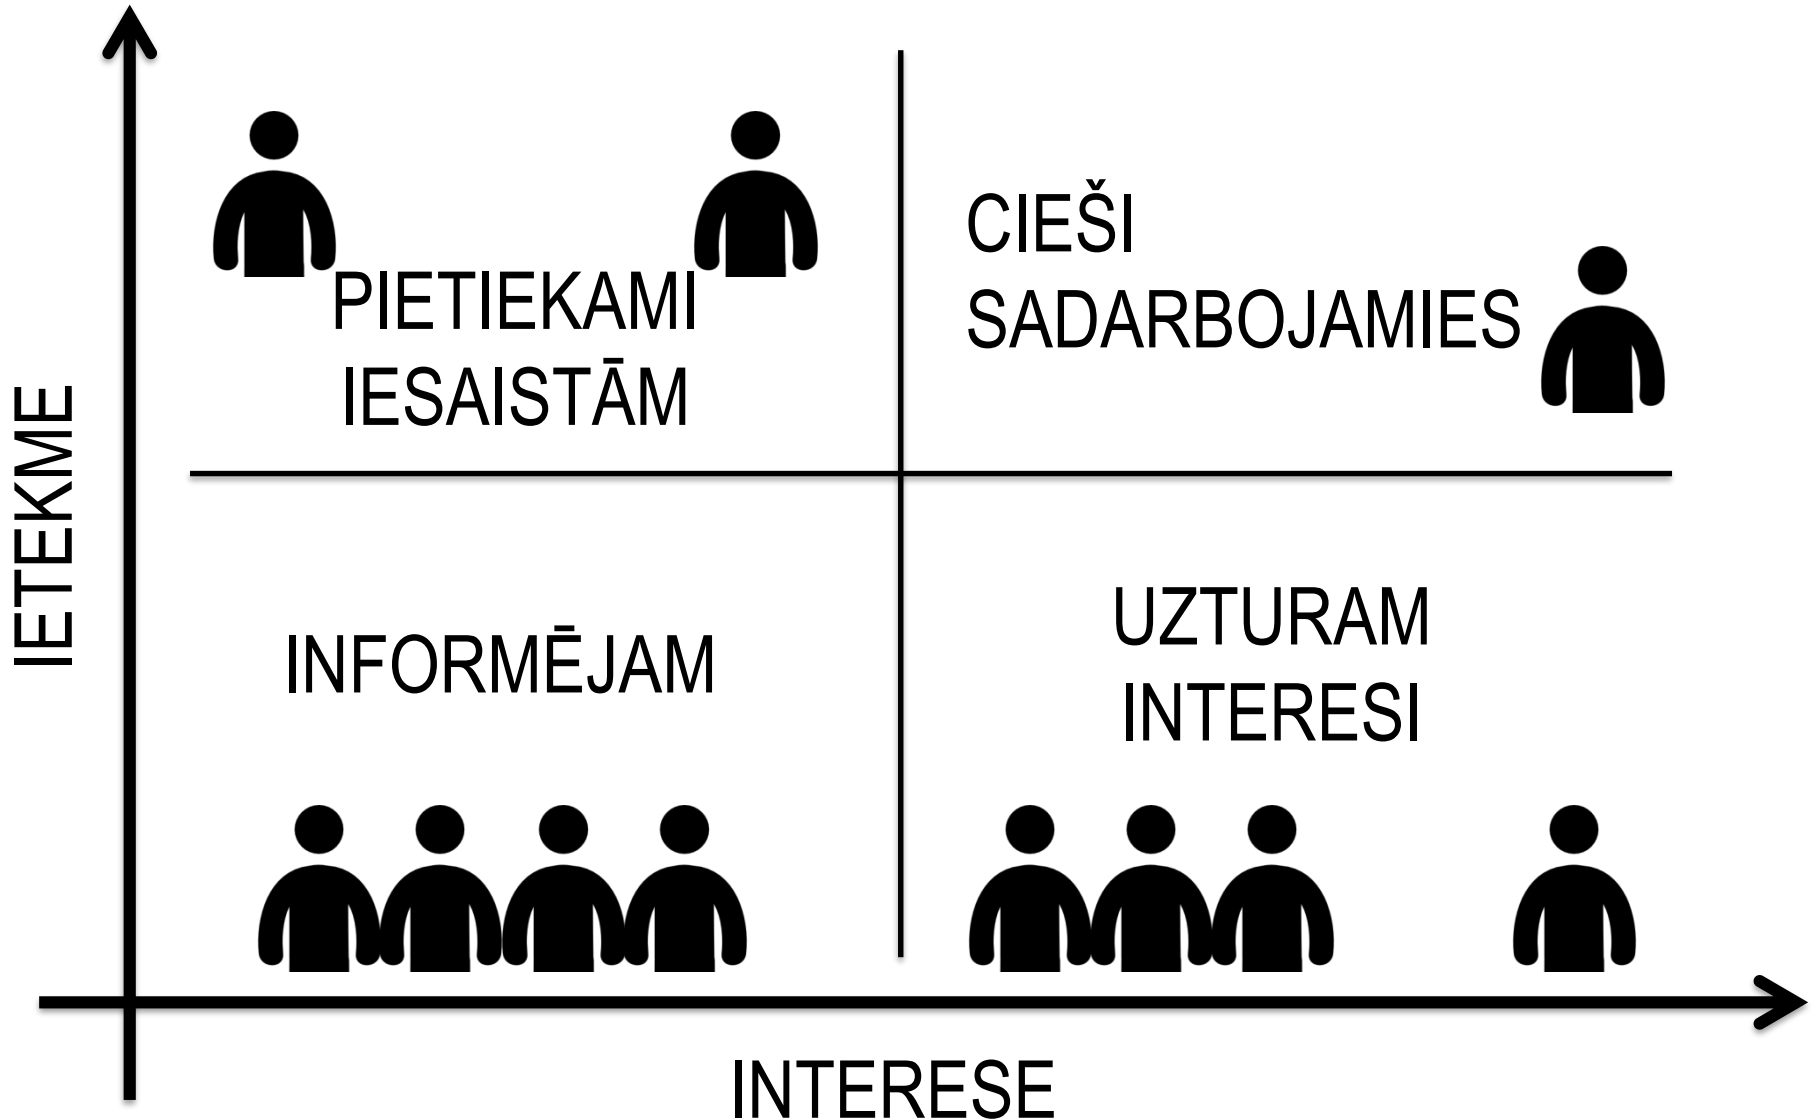 IETEKME
PIETIEKAMI
IESAISTĀM
CIEŠI
SADARBOJAMIES
INFORMĒJAM
UZTURAM
INTERESI
INTERESE